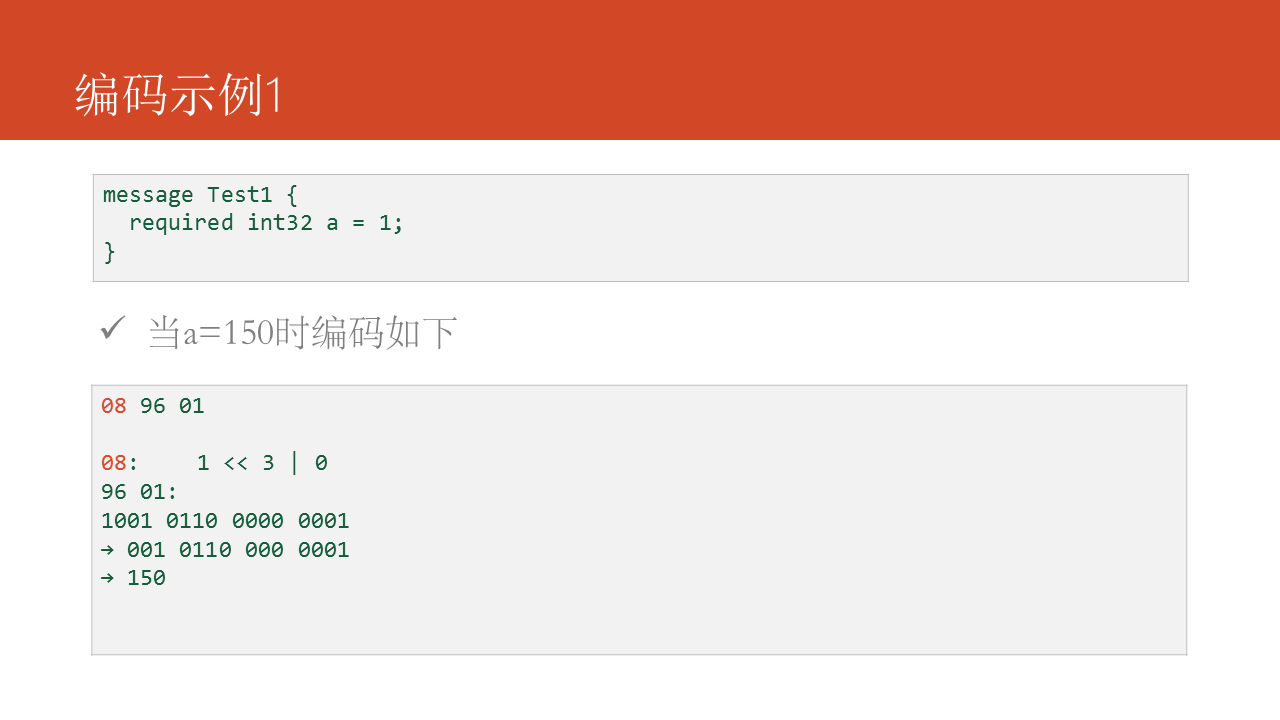 编码示例1
message Test1 {
  required int32 a = 1;
}
✓ 当a=150时编码如下
08 96 01
08:    1 << 3 | 0
96 01:
1001 0110 0000 0001
→ 001 0110 000 0001
→ 150